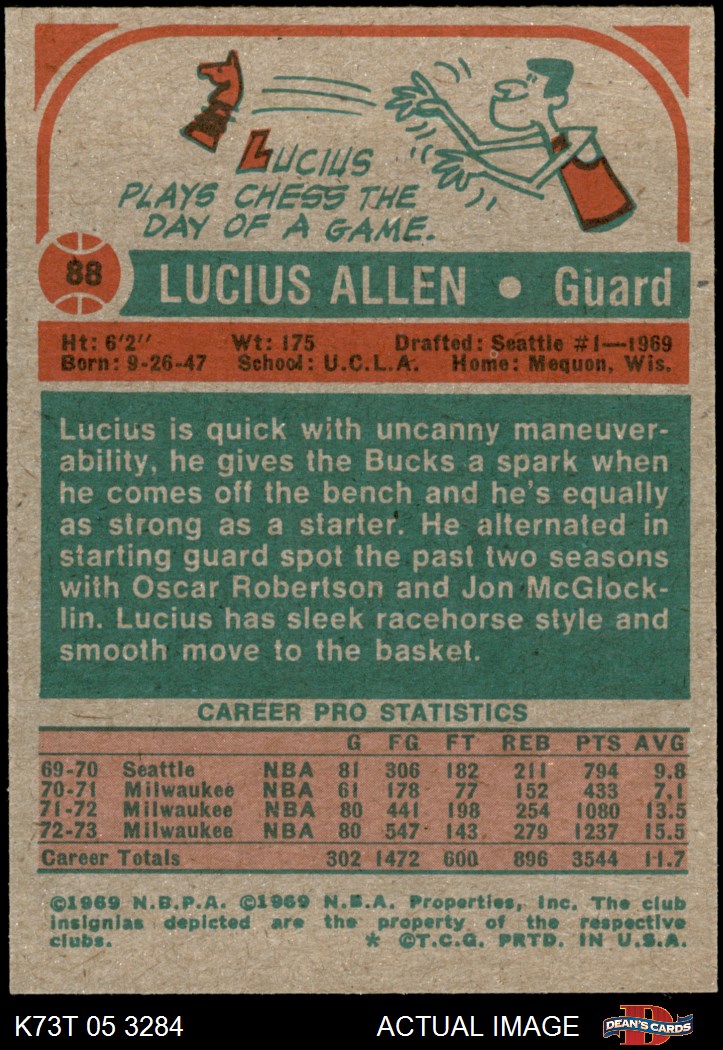 LUCIUS
PLAYS CHESS THE
DAY OF A GAME.
88
LUCIUS ALLEN • Guard
Ht: 6'2" Wt: 175 Drafted: Seattle #1—1969
Born: 9-26-47 School: U.C.L.A. Home: Mequon, Wis.
Lucius is quick with uncanny maneuver-
ability, he gives the Bucks a spark when
he comes off the bench and he's equally
as strong as a starter. He alternated in
starting guard spot the past two seasons
with Oscar Robertson and Jon McGlock-
lin. Lucius has sleek racehorse style and
smooth move to the basket.
CAREER PRO STATISTICS
G FG FT REB PTS AVG
69-70 Seattle NBA 81 306 182 211 794 9.8
70-71 Milwaukee NBA 61 178 77 152 433 7.1
71-72 Milwaukee NBA 80 441 198 254 1080 13.5
72-73 Milwaukee NBA 80 547 143 279 1237 15.5
Career Totals 302 1472 600 896 3544 11.7
©1969 N.B.P.A. ©1969 N.B.A. Properties, Inc. The club
insignias depicted are the property of the respective
clubs. * ©T.C.G. PRTD. IN U.S.A.
K73T 05 3284 ACTUAL IMAGE DEAN'S CARDS